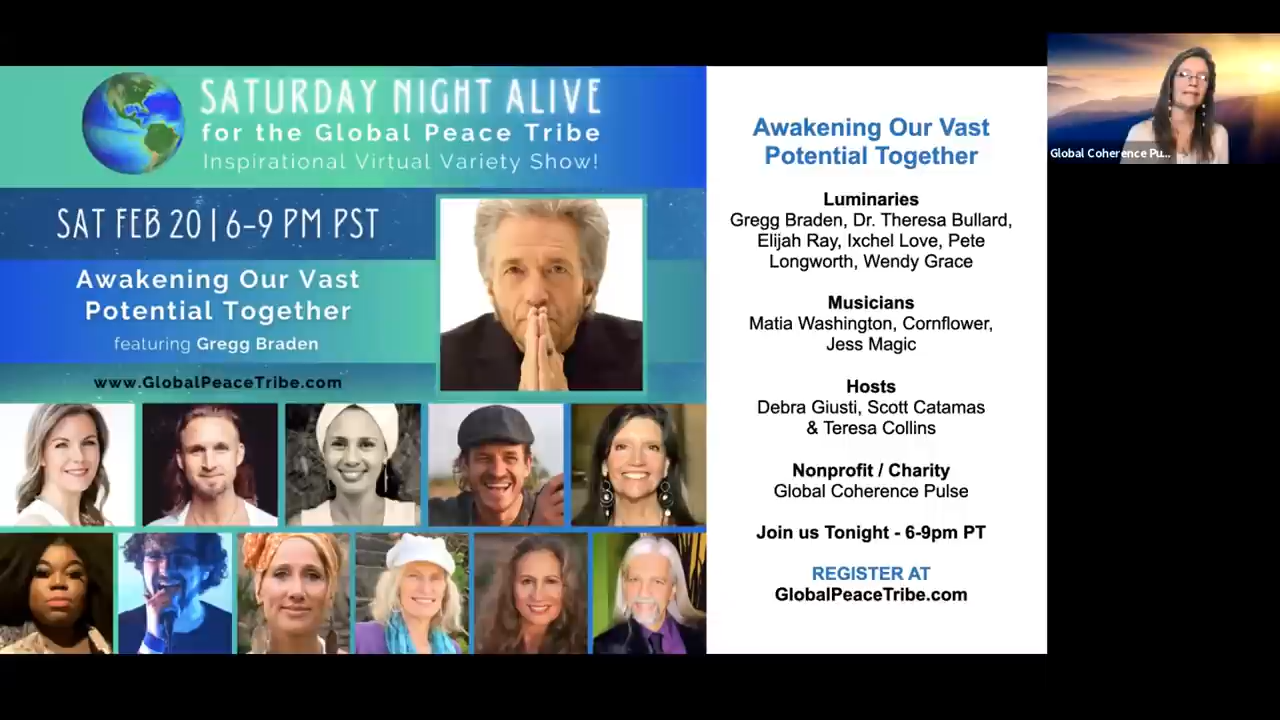 SATURDAY NIGHT ALIVE
for the Global Peace Tribe
Inspirational Virtual Variety Show!
SAT FEB 20 | 6-9 PM PST
Awakening Our Vast
Potential Together
featuring Gregg Braden
www.GlobalPeaceTribe.com
Awakening Our Vast
Potential Together
Luminaries
Gregg Braden, Dr. Theresa Bullard,
Elijah Ray, Ixchel Love, Pete
Longworth, Wendy Grace
Musicians
Matia Washington, Cornflower,
Jess Magic
Hosts
Debra Giusti, Scott Catamas
& Teresa Collins
Nonprofit / Charity
Global Coherence Pulse
Join us Tonight - 6-9pm PT
REGISTER AT
GlobalPeaceTribe.com
Global Coherence Pu...